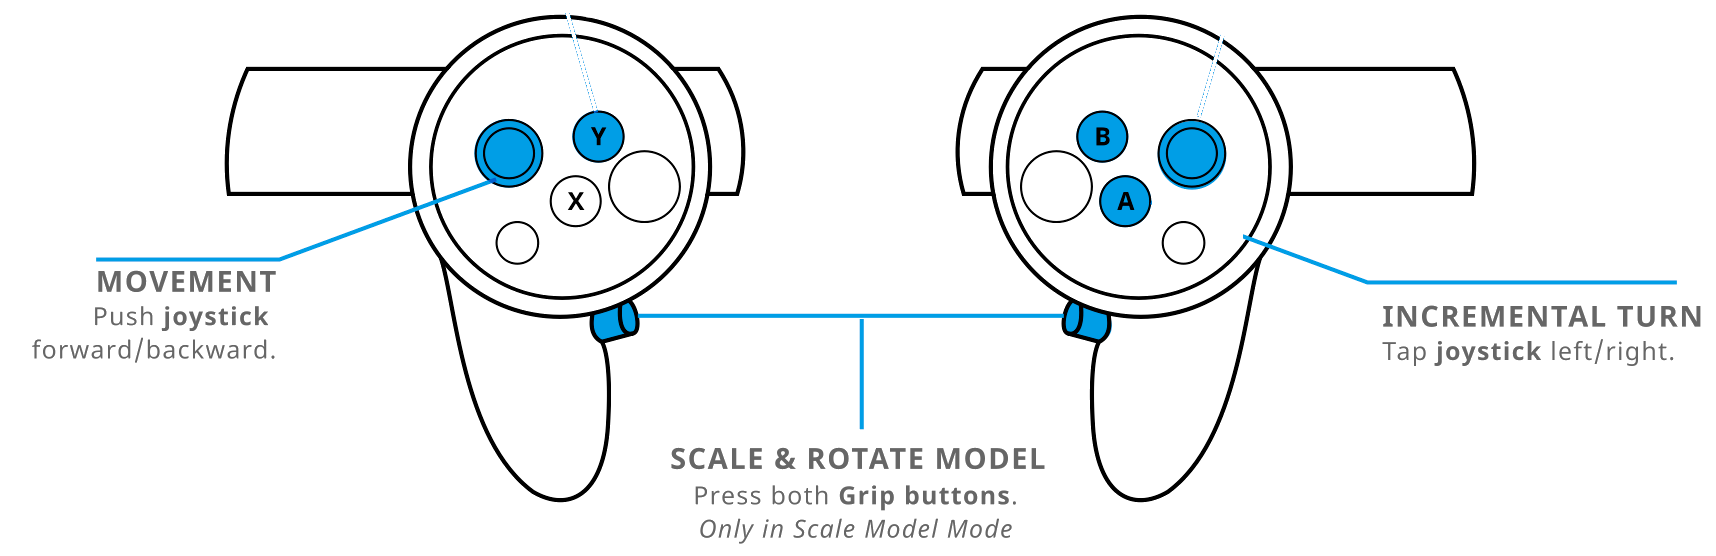 Y
X
B
A
MOVEMENT
Push joystick
forward/backward.
INCREMENTAL TURN
Tap joystick left/right.
SCALE & ROTATE MODEL
Press both Grip buttons.
Only in Scale Model Mode